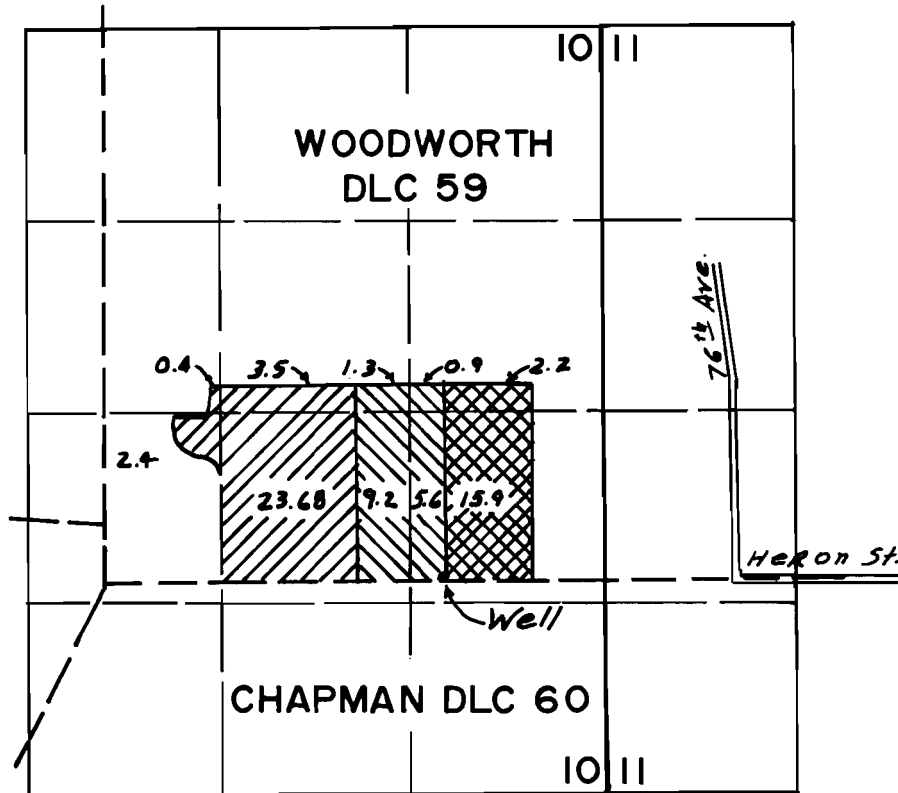 10 11
WOODWORTH
DLC 59
76th Ave.
0.4 3.5 1.3 0.9 2.2
2.4
23.68 9.2 5.6 15.9
Heron St.
Well
CHAPMAN DLC 60
10 11